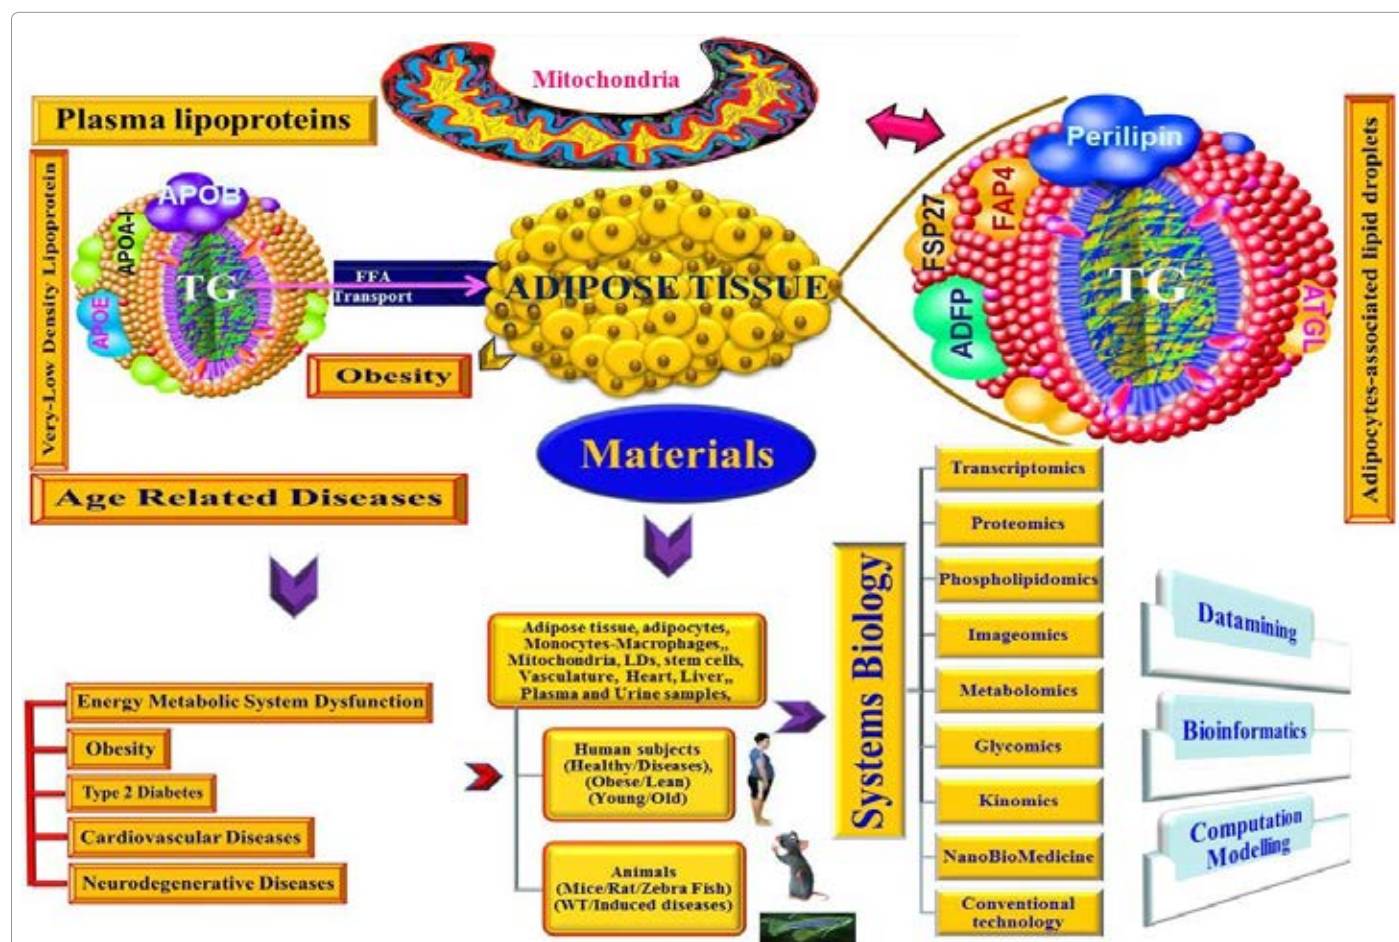 Mitochondria
Plasma lipoproteins
Very-Low Density Lipoprotein
APOB
APOA-I
APOE
TG
FFA
Transport
ADIPOSE TISSUE
Obesity
Perilipin
FAP4
FSP27
ADFP
TG
ATGL
Adipocytes-associated lipid droplets
Materials
Age Related Diseases
Energy Metabolic System Dysfunction
Obesity
Type 2 Diabetes
Cardiovascular Diseases
Neurodegenerative Diseases
Adipose tissue, adipocytes,
Monocytes-Macrophages,,
Mitochondria, LDs, stem cells,
Vasculature, Heart, Liver,,
Plasma and Urine samples,
Human subjects
(Healthy/Diseases),
(Obese/Lean)
(Young/Old)
Animals
(Mice/Rat/Zebra Fish)
(WT/Induced diseases)
Systems Biology
Transcriptomics
Proteomics
Phospholipidomics
Imageomics
Metabolomics
Glycomics
Kinomics
NanoBioMedicine
Conventional
technology
Datamining
Bioinformatics
Computation
Modelling